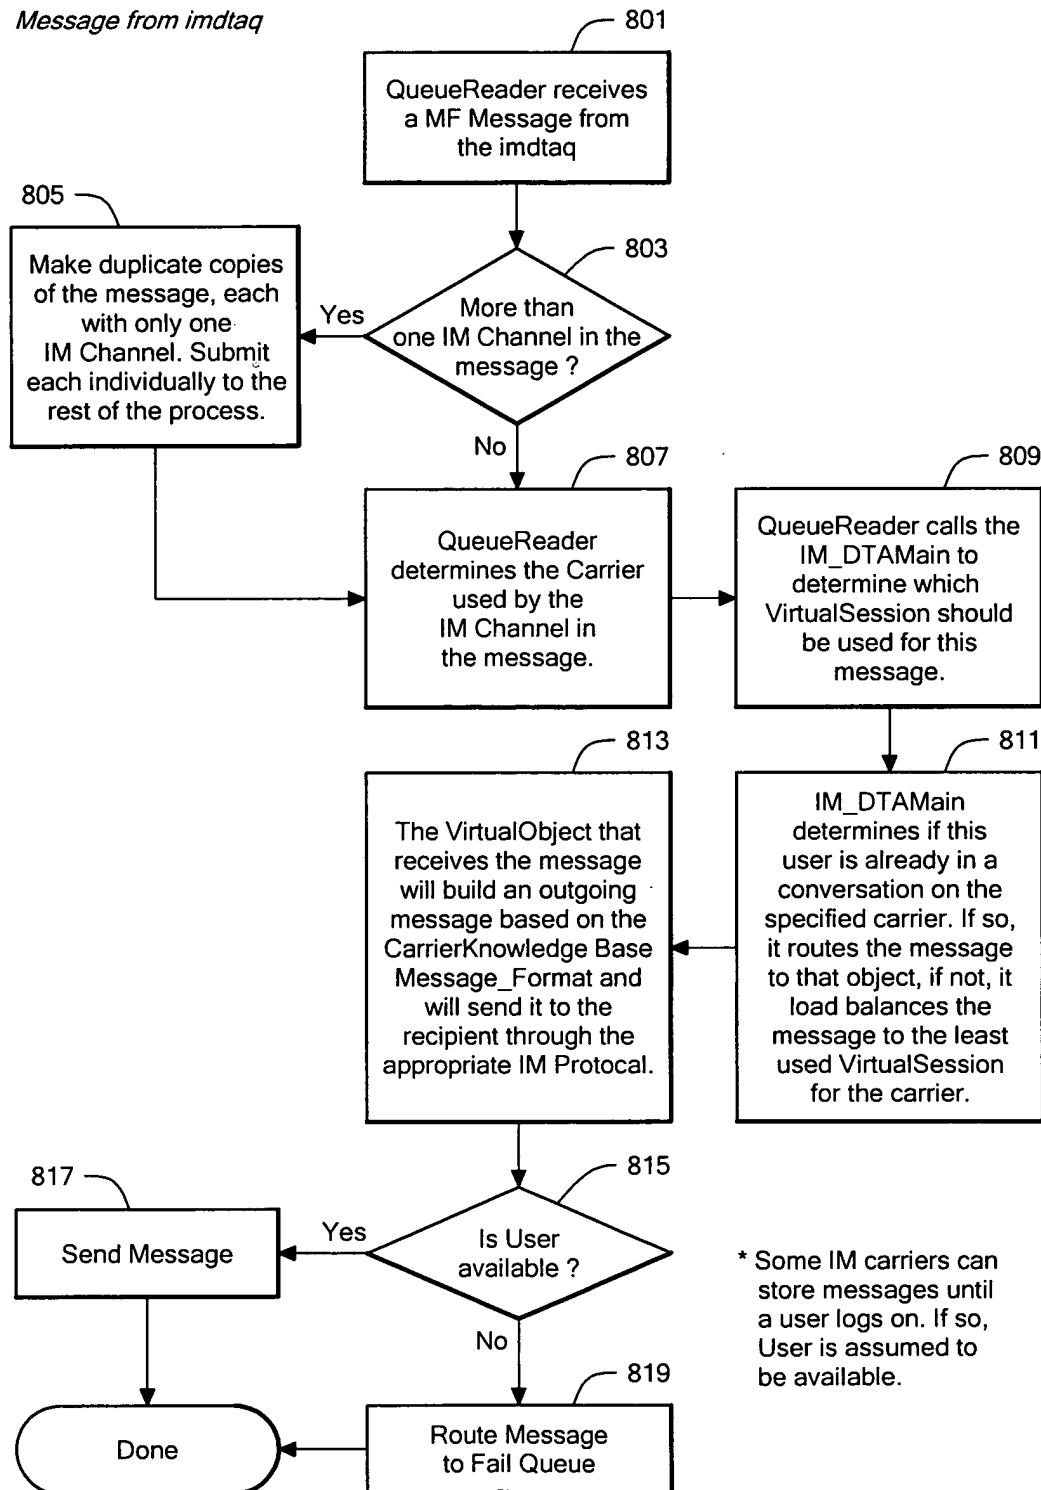 Message from imdtaq
801
QueueReader receives
a MF Message from
the imdtaq
805
803
Make duplicate copies
of the message, each
with only one
IM Channel. Submit
each individually to the
rest of the process.
Yes
More than
one IM Channel in the
message ?
No
807
809
QueueReader
determines the Carrier
used by the
IM Channel in
the message.
QueueReader calls the
IM_DTAMain to
determine which
VirtualSession should
be used for this
message.
813
811
The VirtualObject that
receives the message
will build an outgoing
message based on the
CarrierKnowledge Base
Message_Format and
will send it to the
recipient through the
appropriate IM Protocal.
IM_DTAMain
determines if this
user is already in a
conversation on the
specified carrier. If so,
it routes the message
to that object, if not, it
load balances the
message to the least
used VirtualSession
for the carrier.
815
817
Send Message
Yes
Is User
available ?
No
* Some IM carriers can
store messages until
a user logs on. If so,
User is assumed to
be available.
819
Done
Route Message
to Fail Queue